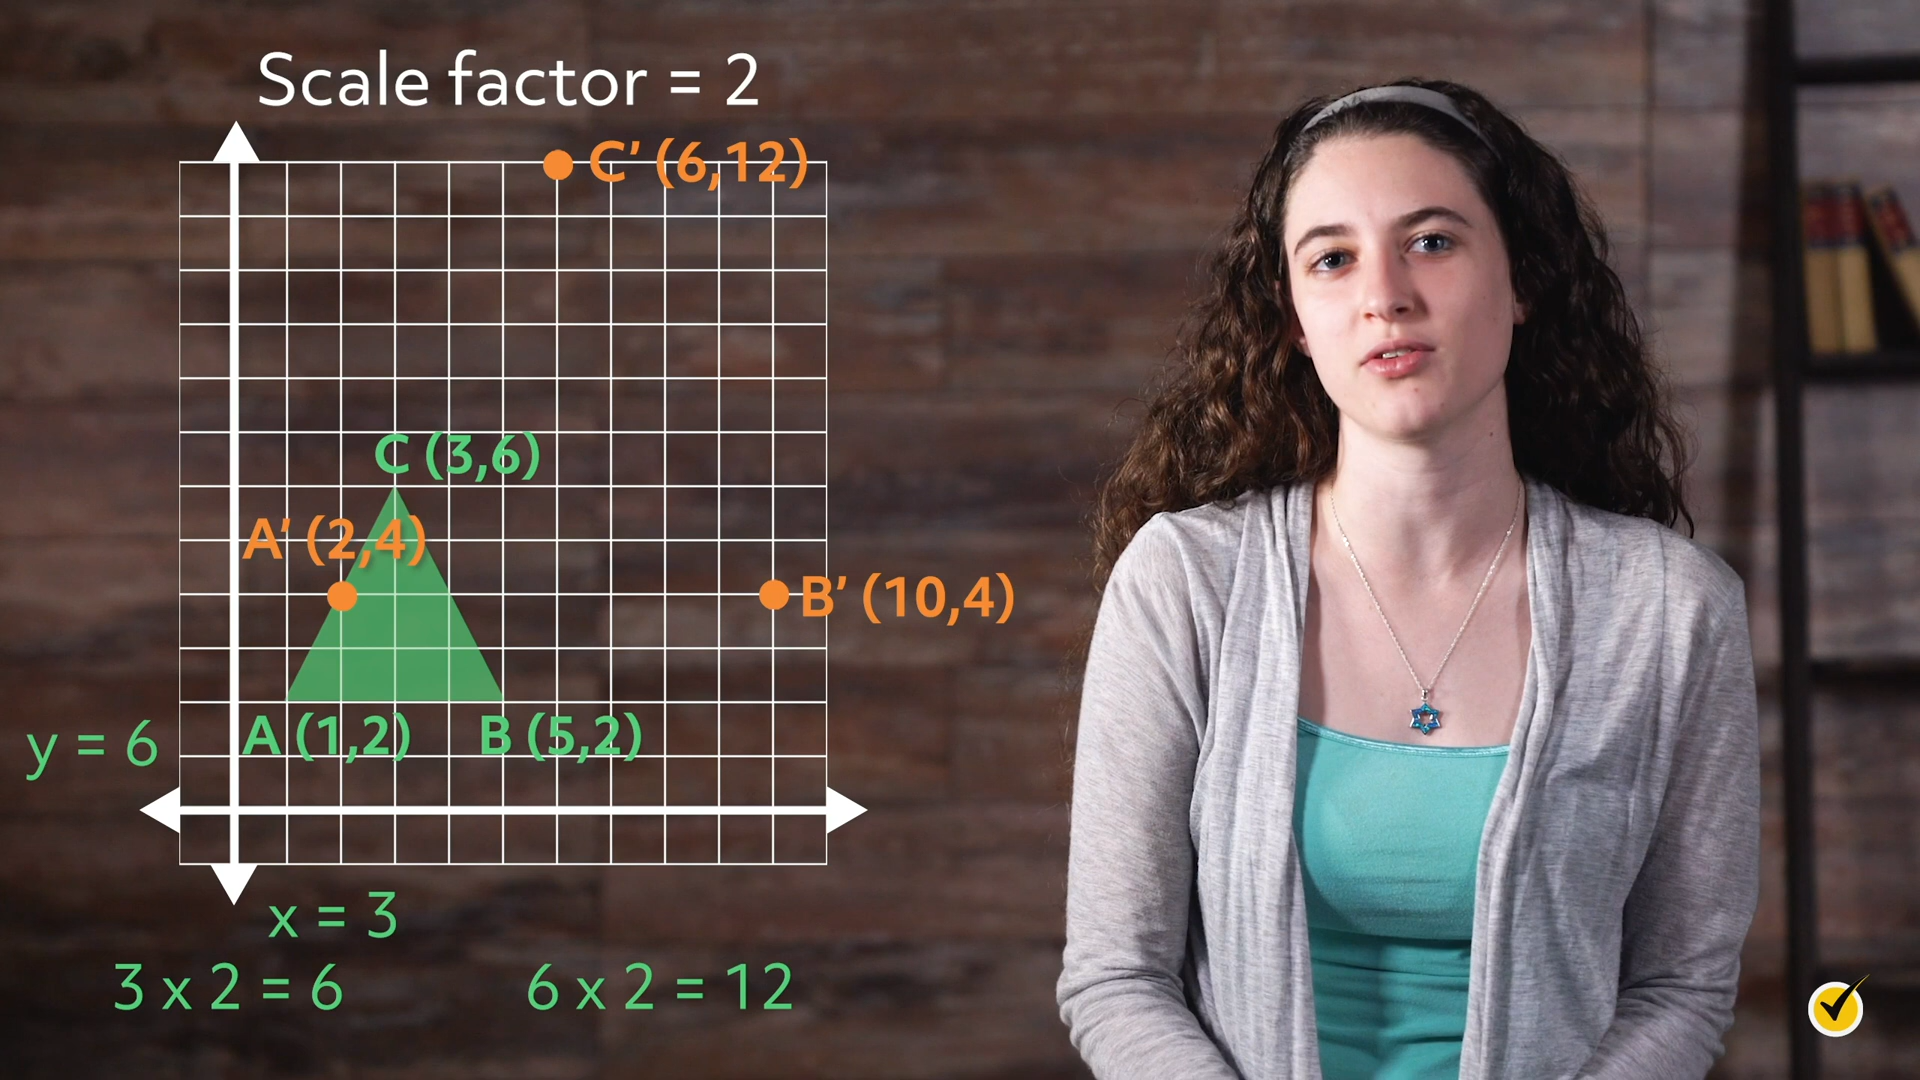 Scale factor = 2
C' (6,12)
C (3,6)
A' (2,4)
B' (10,4)
y = 6
A (1,2)
B (5,2)
x = 3
3 x 2 = 6
6 x 2 = 12